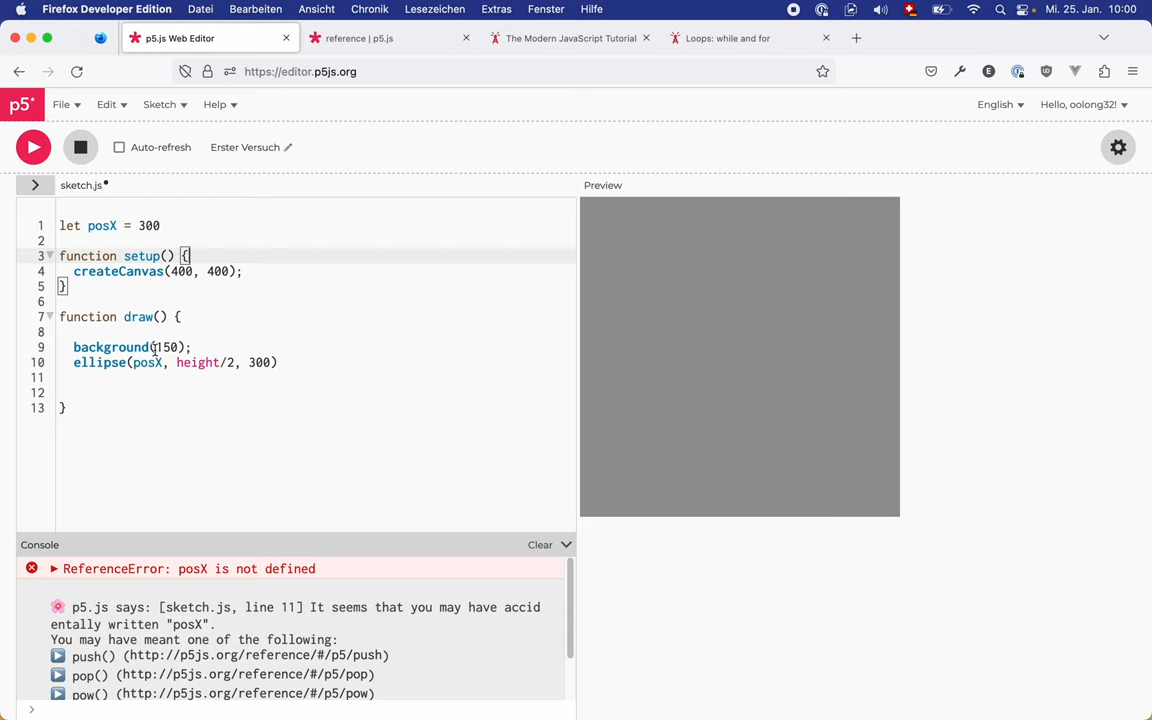 Firefox Developer Edition Datei Bearbeiten Ansicht Chronik Lesezeichen Extras Fenster Hilfe Mi. 25. Jan. 10:00
p5.js Web Editor reference | p5.js The Modern JavaScript Tutorial Loops: while and for
https://editor.p5js.org
p5* File Edit Sketch Help English Hello, oolong32!
Auto-refresh Erster Versuch
sketch.js Preview
1 let posX = 300
2
3 function setup() {
4 createCanvas(400, 400);
5 }
6
7 function draw() {
8
9 background(150);
10 ellipse(posX, height/2, 300)
11
12
13 }
Console Clear
ReferenceError: posX is not defined
🌸 p5.js says: [sketch.js, line 11] It seems that you may have accid
entally written "posX".
You may have meant one of the following:
▶️ push() (http://p5js.org/reference/#/p5/push)
▶️ pop() (http://p5js.org/reference/#/p5/pop)
▶️ pow() (http://p5js.org/reference/#/p5/pow)
>